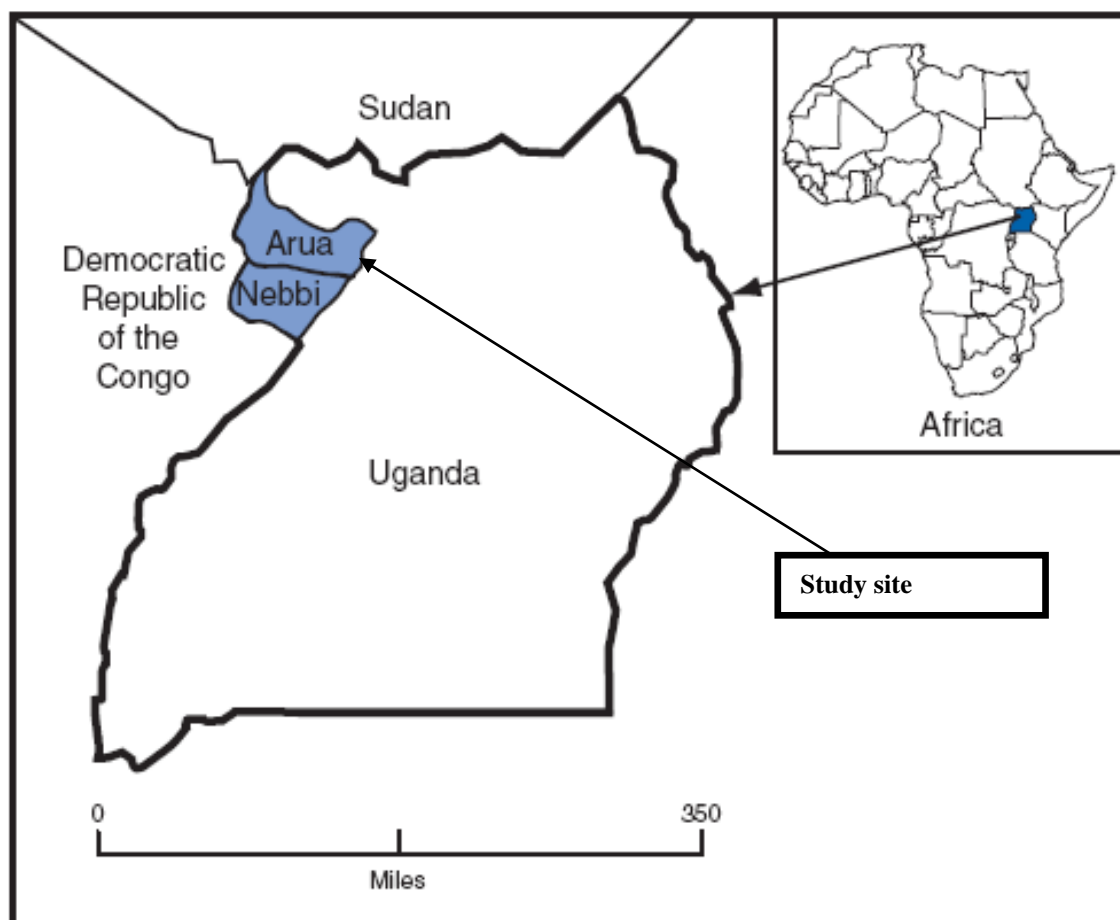 Sudan
Arua
Nebbi
Democratic
Republic
of the
Congo
Africa
Uganda
Study site
0
350
Miles